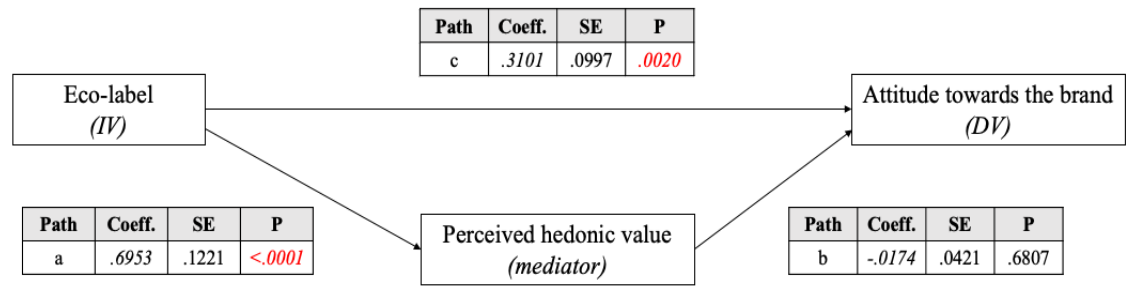 Path Coeff. SE P
c .3101 .0997 .0020
Eco-label
(IV)
Attitude towards the brand
(DV)
Path Coeff. SE P
a .6953 .1221 <.0001
Perceived hedonic value
(mediator)
Path Coeff. SE P
b -.0174 .0421 .6807